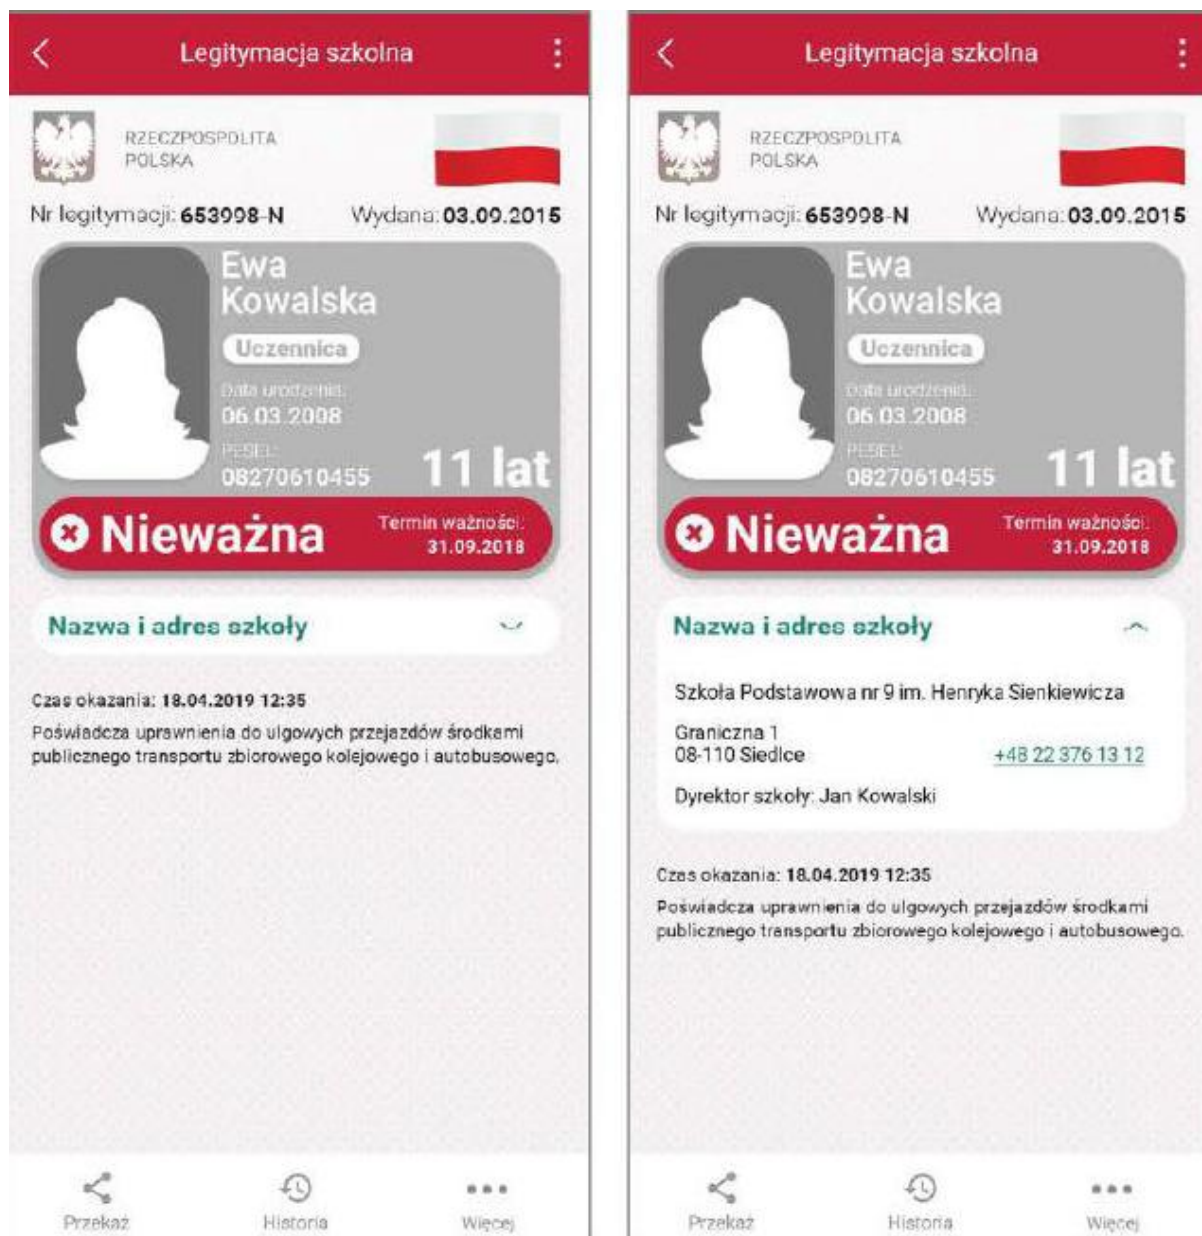 Legitymacja szkolna
RZECZPOSPOLITA
POLSKA
Nr legitymacji: 653998-N Wydana: 03.09.2015
Ewa
Kowalska
Uczennica
Data urodzenia:
06.03.2008
PESEL:
08270610455
11 lat
Nieważna
Termin ważności:
31.09.2018
Nazwa i adres szkoły
Czas okazania: 18.04.2019 12:35
Poświadcza uprawnienia do ulgowych przejazdów środkami
publicznego transportu zbiorowego kolejowego i autobusowego.
Przekaż Historia Więcej
Legitymacja szkolna
RZECZPOSPOLITA
POLSKA
Nr legitymacji: 653998-N Wydana: 03.09.2015
Ewa
Kowalska
Uczennica
Data urodzenia:
06.03.2008
PESEL:
08270610455
11 lat
Nieważna
Termin ważności:
31.09.2018
Nazwa i adres szkoły
Szkoła Podstawowa nr 9 im. Henryka Sienkiewicza
Graniczna 1
08-110 Siedlce +48 22 376 13 12
Dyrektor szkoły: Jan Kowalski
Czas okazania: 18.04.2019 12:35
Poświadcza uprawnienia do ulgowych przejazdów środkami
publicznego transportu zbiorowego kolejowego i autobusowego.
Przekaż Historia Więcej